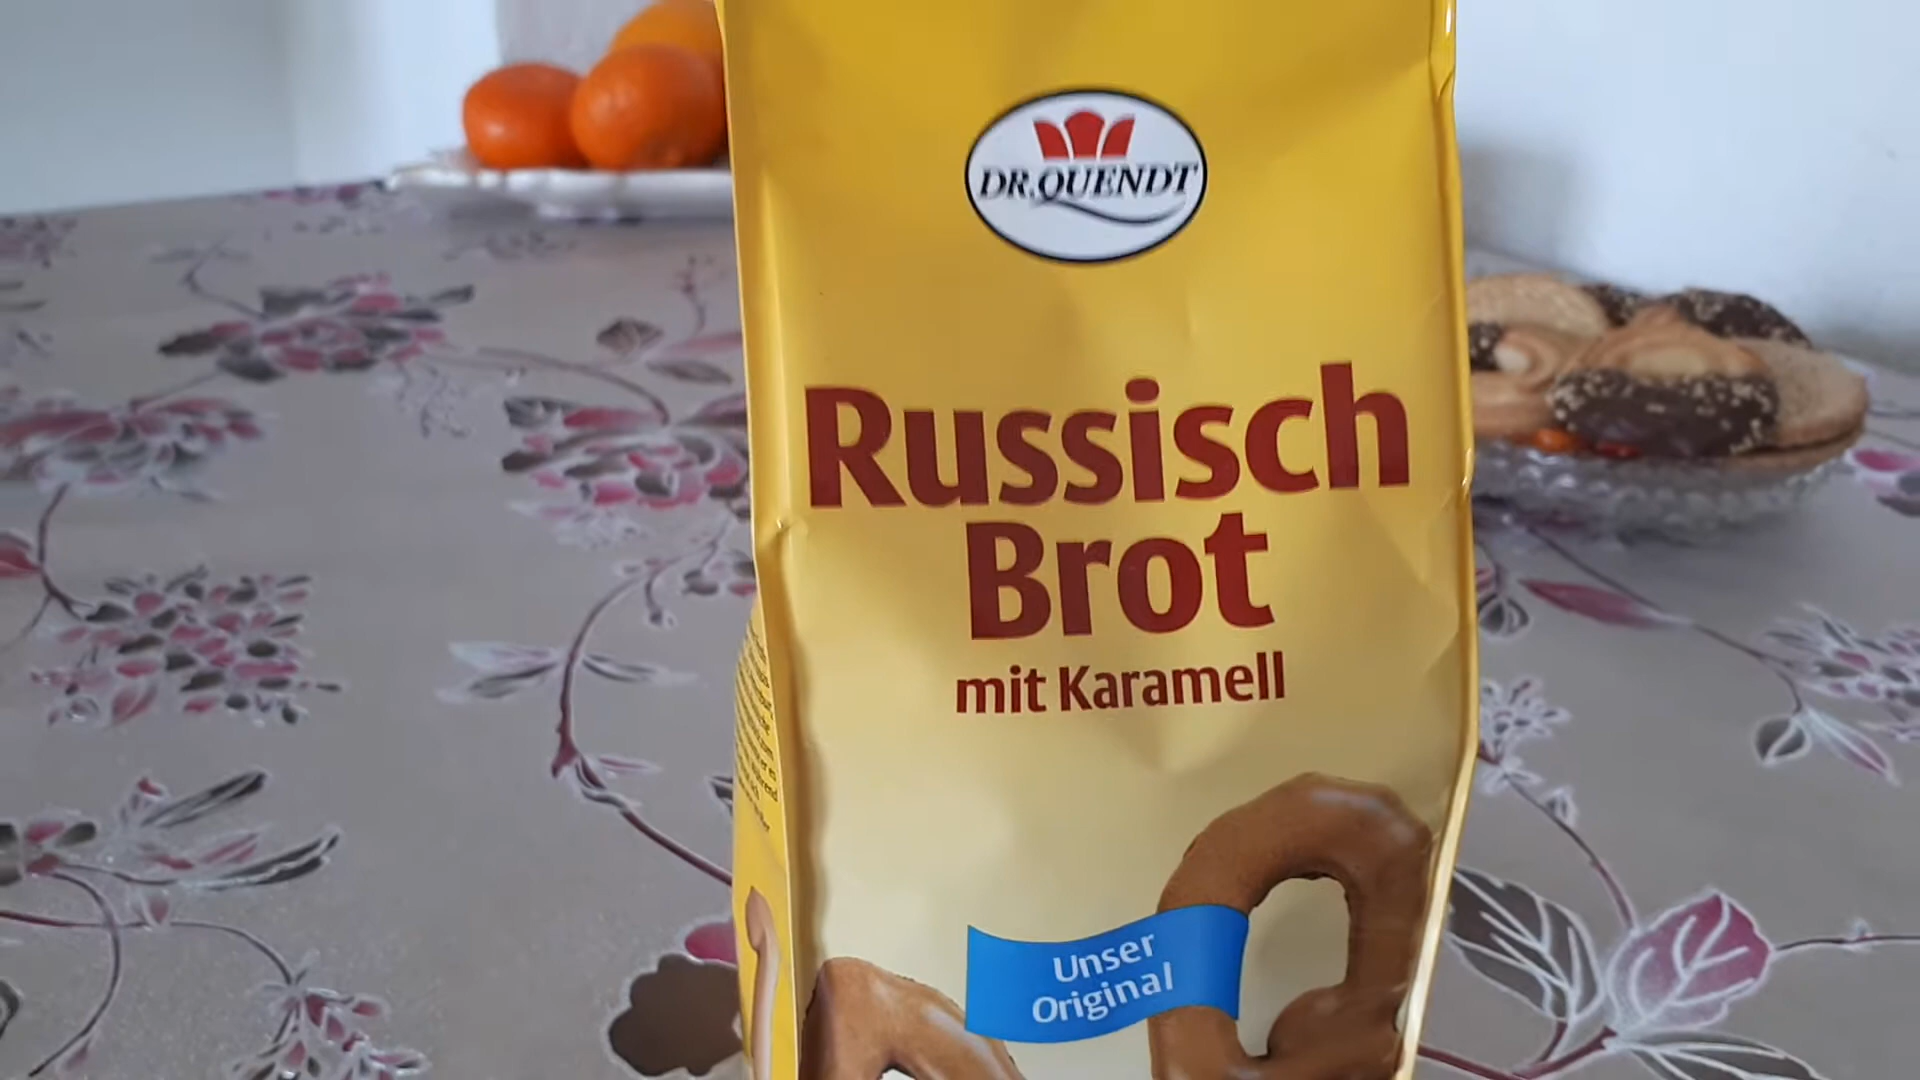 DR.QUENDT
Russisch
Brot
mit Karamell
Unser
Original